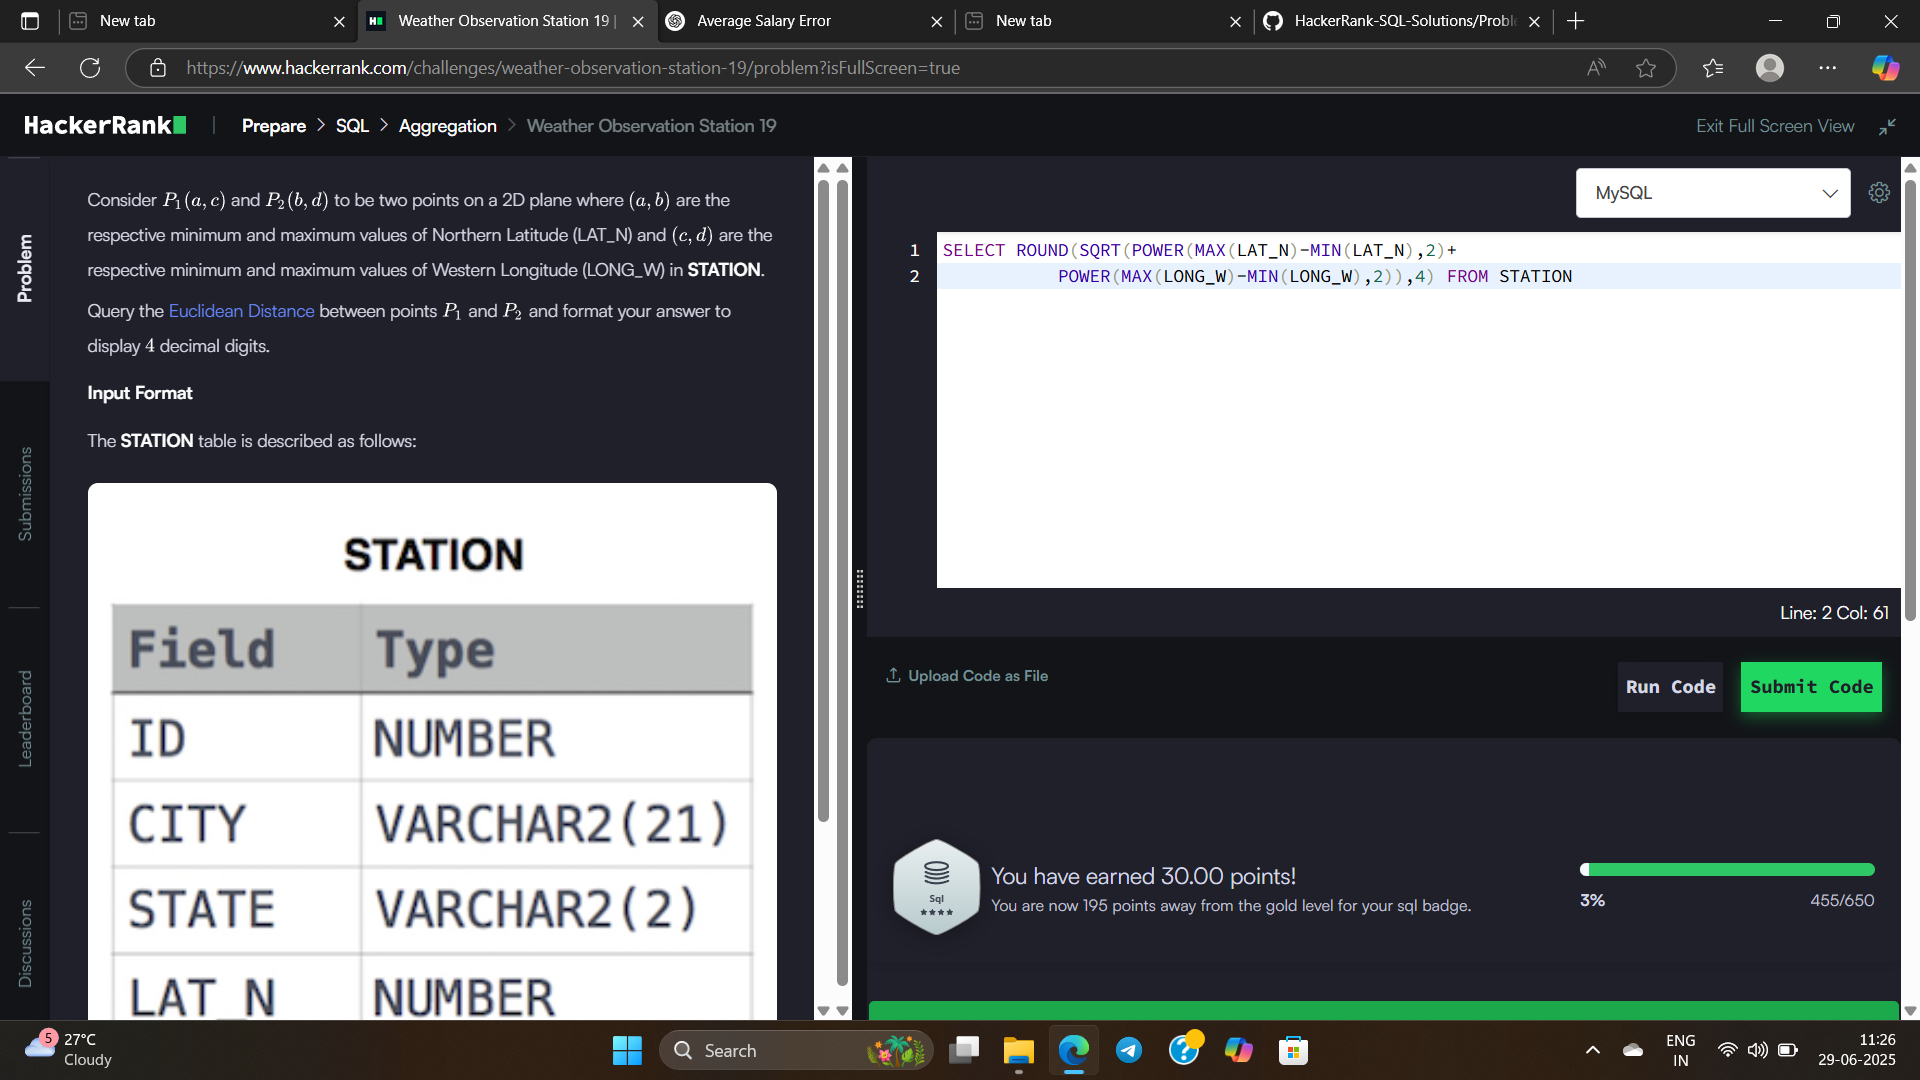 New tab
Weather Observation Station 19 |
Average Salary Error
New tab
HackerRank-SQL-Solutions/Proble
https://www.hackerrank.com/challenges/weather-observation-station-19/problem?isFullScreen=true
HackerRank
Prepare > SQL > Aggregation > Weather Observation Station 19
Exit Full Screen View
Problem
Submissions
Leaderboard
Discussions
Consider P₁(a, c) and P₂(b, d) to be two points on a 2D plane where (a, b) are the
respective minimum and maximum values of Northern Latitude (LAT_N) and (c, d) are the
respective minimum and maximum values of Western Longitude (LONG_W) in STATION.
Query the Euclidean Distance between points P₁ and P₂ and format your answer to
display 4 decimal digits.
Input Format
The STATION table is described as follows:
STATION
Field Type
ID NUMBER
CITY VARCHAR2(21)
STATE VARCHAR2(2)
LAT_N NUMBER
MySQL
1 SELECT ROUND(SQRT(POWER(MAX(LAT_N)-MIN(LAT_N),2)+
2 POWER(MAX(LONG_W)-MIN(LONG_W),2)),4) FROM STATION
Line: 2 Col: 61
Upload Code as File
Run Code
Submit Code
Sql
You have earned 30.00 points!
You are now 195 points away from the gold level for your sql badge.
3%
455/650
5
27°C
Cloudy
Search
ENG
IN
11:26
29-06-2025